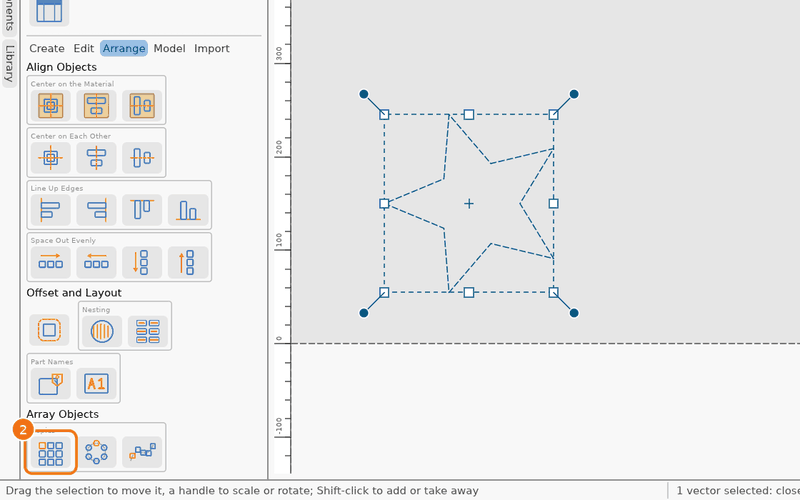 nents
Library
Create Edit Arrange Model Import
Align Objects
Center on the Material
Center on Each Other
Line Up Edges
Space Out Evenly
Offset and Layout
Nesting
Part Names
A1
Array Objects
2
300
200
100
0
-100
Drag the selection to move it, a handle to scale or rotate; Shift-click to add or take away
1 vector selected: close